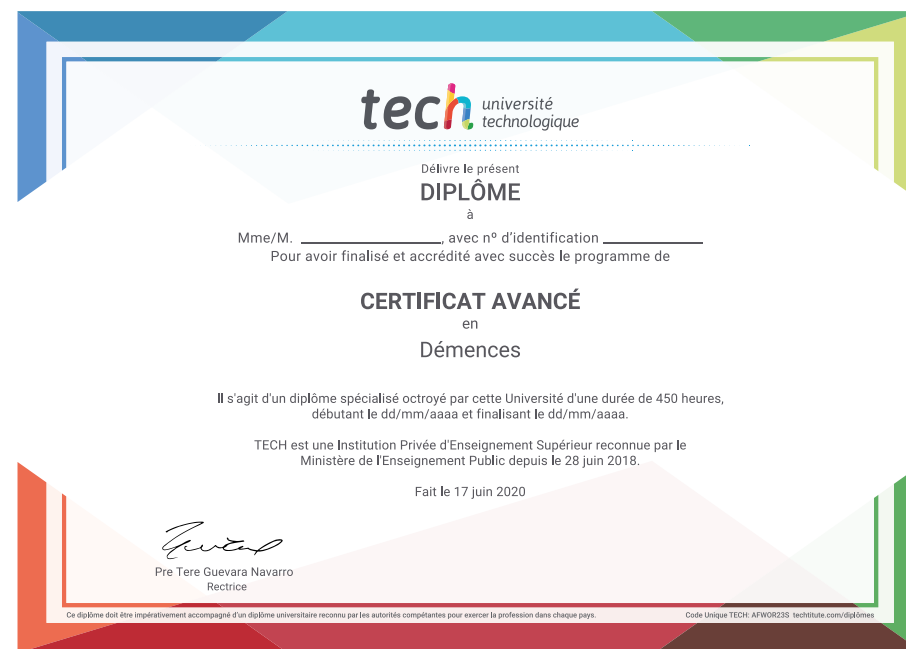 tech université
technologique
Délivre le présent
DIPLÔME
à
Mme/M. ____________________, avec nº d'identification ______________
Pour avoir finalisé et accrédité avec succès le programme de
CERTIFICAT AVANCÉ
en
Démences
Il s'agit d'un diplôme spécialisé octroyé par cette Université d'une durée de 450 heures,
débutant le dd/mm/aaaa et finalisant le dd/mm/aaaa.
TECH est une Institution Privée d'Enseignement Supérieur reconnue par le
Ministère de l'Enseignement Public depuis le 28 juin 2018.
Fait le 17 juin 2020
Pre Tere Guevara Navarro
Rectrice
Ce diplôme doit être impérativement accompagné d'un diplôme universitaire reconnu par les autorités compétentes pour exercer la profession dans chaque pays.
Code Unique TECH: AFWOR23S techtitute.com/diplômes